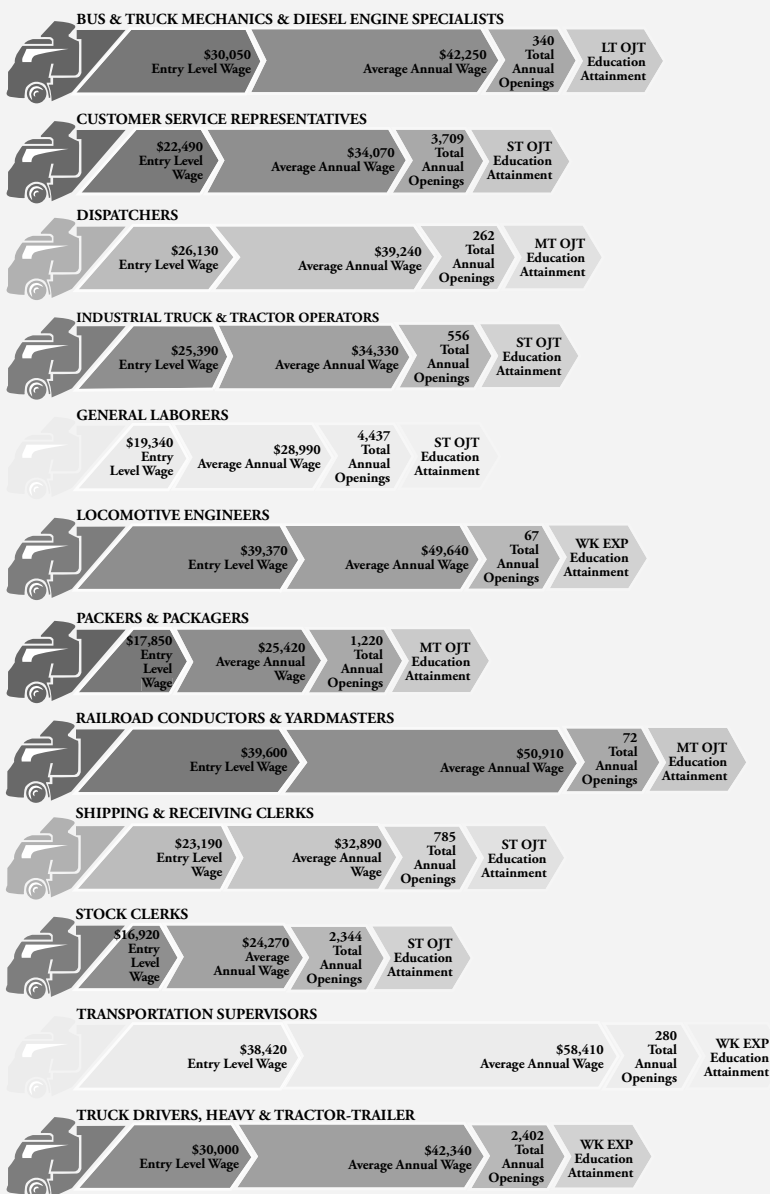 BUS & TRUCK MECHANICS & DIESEL ENGINE SPECIALISTS
$30,050
Entry Level Wage
$42,250
Average Annual Wage
340
Total
Annual
Openings
LT OJT
Education
Attainment
CUSTOMER SERVICE REPRESENTATIVES
$22,490
Entry Level
Wage
$34,070
Average Annual Wage
3,709
Total
Annual
Openings
ST OJT
Education
Attainment
DISPATCHERS
$26,130
Entry Level Wage
$39,240
Average Annual Wage
262
Total
Annual
Openings
MT OJT
Education
Attainment
INDUSTRIAL TRUCK & TRACTOR OPERATORS
$25,390
Entry Level Wage
$34,330
Average Annual Wage
556
Total
Annual
Openings
ST OJT
Education
Attainment
GENERAL LABORERS
$19,340
Entry
Level Wage
$28,990
Average Annual Wage
4,437
Total
Annual
Openings
ST OJT
Education
Attainment
LOCOMOTIVE ENGINEERS
$39,370
Entry Level Wage
$49,640
Average Annual Wage
67
Total
Annual
Openings
WK EXP
Education
Attainment
PACKERS & PACKAGERS
$17,850
Entry
Level
Wage
$25,420
Average Annual
Wage
1,220
Total
Annual
Openings
MT OJT
Education
Attainment
RAILROAD CONDUCTORS & YARDMASTERS
$39,600
Entry Level Wage
$50,910
Average Annual Wage
72
Total
Annual
Openings
MT OJT
Education
Attainment
SHIPPING & RECEIVING CLERKS
$23,190
Entry Level
Wage
$32,890
Average Annual
Wage
785
Total
Annual
Openings
ST OJT
Education
Attainment
STOCK CLERKS
$16,920
Entry
Level
Wage
$24,270
Average
Annual Wage
2,344
Total
Annual
Openings
ST OJT
Education
Attainment
TRANSPORTATION SUPERVISORS
$38,420
Entry Level Wage
$58,410
Average Annual Wage
280
Total
Annual
Openings
WK EXP
Education
Attainment
TRUCK DRIVERS, HEAVY & TRACTOR-TRAILER
$30,000
Entry Level Wage
$42,340
Average Annual Wage
2,402
Total
Annual
Openings
WK EXP
Education
Attainment